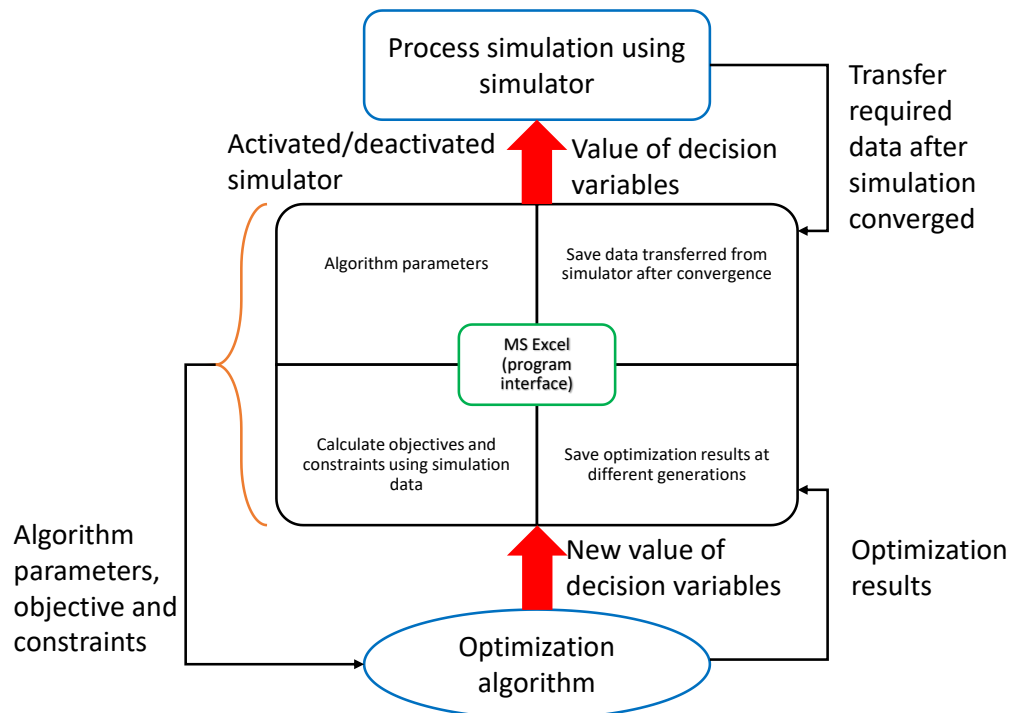 Process simulation using
simulator
Transfer
required
data after
simulation
converged
Activated/deactivated
simulator
Value of decision
variables
Algorithm parameters
Save data transferred from
simulator after convergence
MS Excel
(program
interface)
Calculate objectives and
constraints using simulation
data
Save optimization results at
different generations
Algorithm
parameters,
objective and
constraints
New value of
decision variables
Optimization
results
Optimization
algorithm